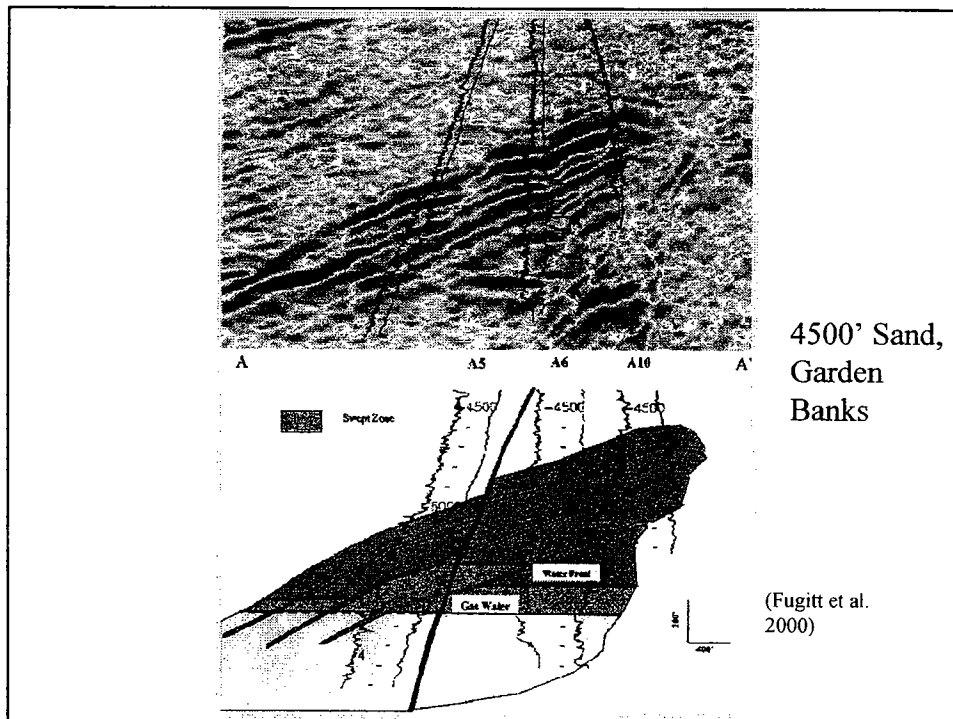 A A5 A6 A10 A'
4500' Sand,
Garden
Banks
-4500 -4500 -4500
Swept Zone
Water Front
Gas Water
(Fugitt et al.
2000)